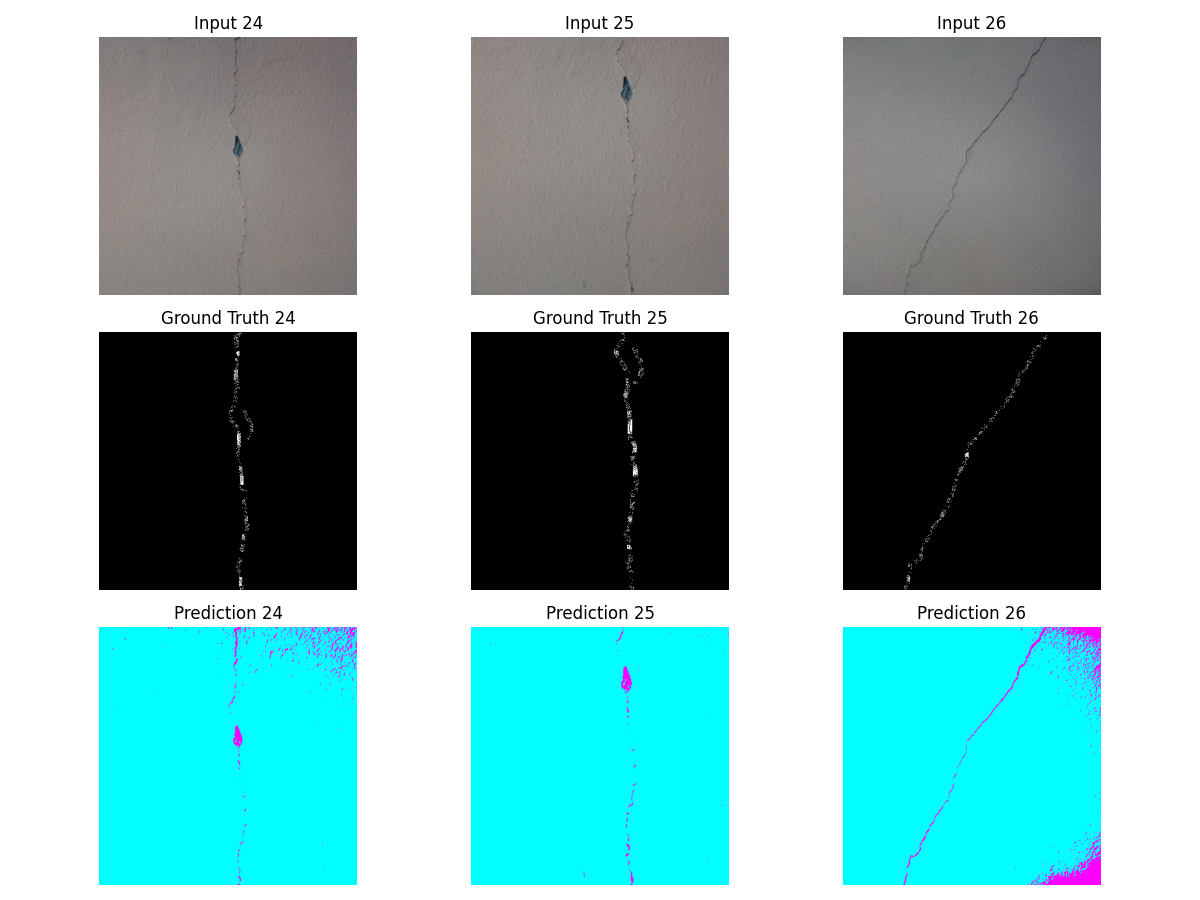 Input 24
Input 25
Input 26
Ground Truth 24
Ground Truth 25
Ground Truth 26
Prediction 24
Prediction 25
Prediction 26